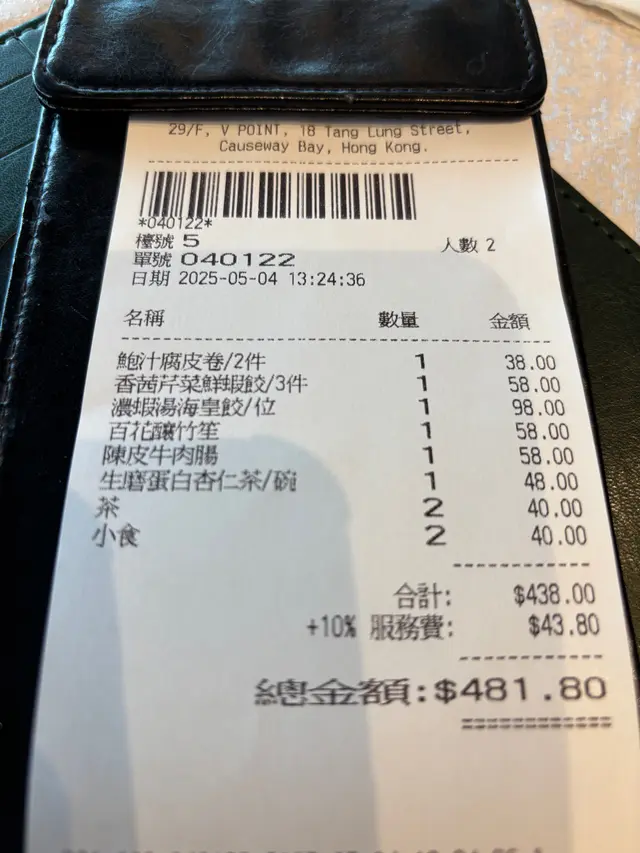 29/F, V POINT, 18 Tang Lung Street,
Causeway Bay, Hong Kong.
*040122*
檯號 5 人數 2
單號 040122
日期 2025-05-04 13:24:36
名稱 數量 金額
鮑汁腐皮卷/2件 1 38.00
香茜芹菜鮮蝦餃/3件 1 58.00
濃蝦湯海皇餃/位 1 98.00
百花釀竹笙 1 58.00
陳皮牛肉腸 1 58.00
生磨蛋白杏仁茶/碗 1 48.00
茶 2 40.00
小食 2 40.00
合計: $438.00
+10% 服務費: $43.80
總金額:$481.80